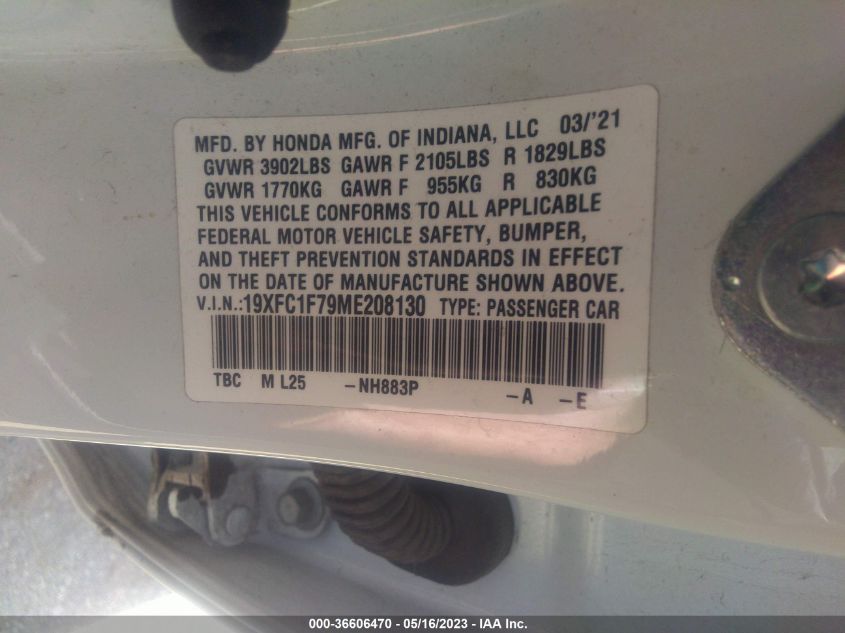 MFD. BY HONDA MFG. OF INDIANA, LLC 03/'21
GVWR 3902LBS GAWR F 2105LBS R 1829LBS
GVWR 1770KG GAWR F 955KG R 830KG
THIS VEHICLE CONFORMS TO ALL APPLICABLE
FEDERAL MOTOR VEHICLE SAFETY, BUMPER,
AND THEFT PREVENTION STANDARDS IN EFFECT
ON THE DATE OF MANUFACTURE SHOWN ABOVE.
V.I.N.:19XFC1F79ME208130 TYPE: PASSENGER CAR
TBC M L25 -NH883P -A -E
000-36606470 - 05/16/2023 - IAA Inc.